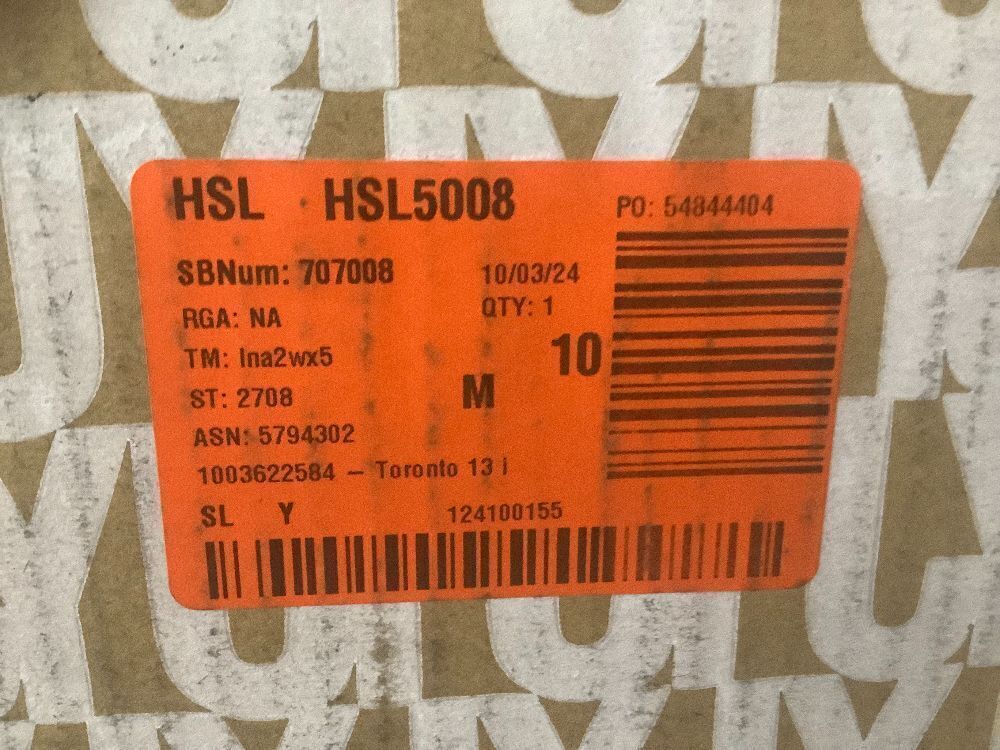 HSL HSL5008 PO: 54844404
SBNum: 707008 10/03/24
RGA: NA QTY: 1
TM: lna2wx5 10
ST: 2708 M
ASN: 5794302
1003622584 – Toronto 13 i
SL Y 124100155